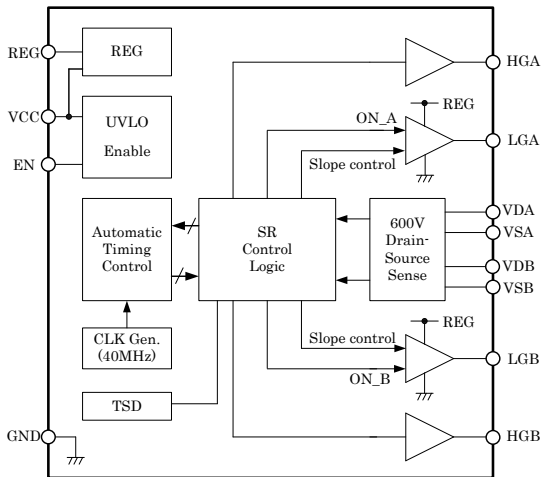 REG
REG
HGA
VCC
UVLO
Enable
EN
ON_A
REG
LGA
Slope control
Automatic
Timing
Control
SR
Control
Logic
600V
Drain-
Source
Sense
VDA
VSA
VDB
VSB
CLK Gen.
(40MHz)
Slope control
REG
LGB
ON_B
TSD
GND
HGB